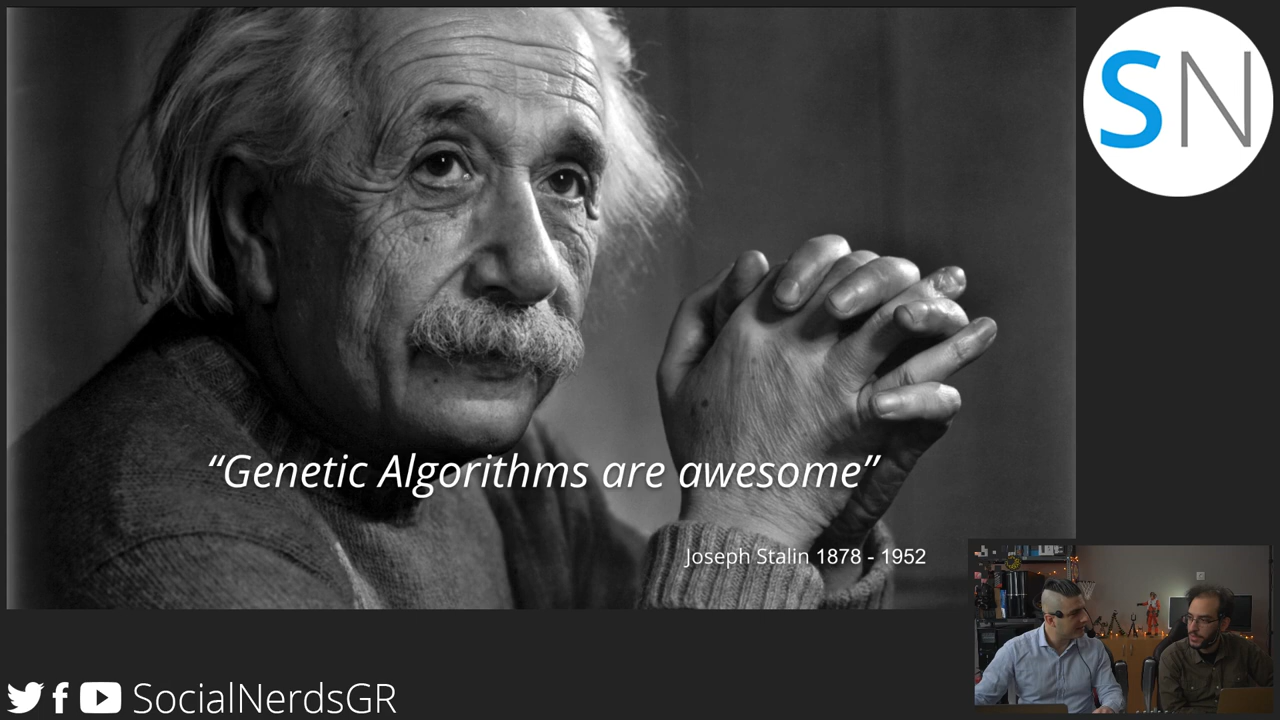 SN
“Genetic Algorithms are awesome”
Joseph Stalin 1878 - 1952
SocialNerdsGR